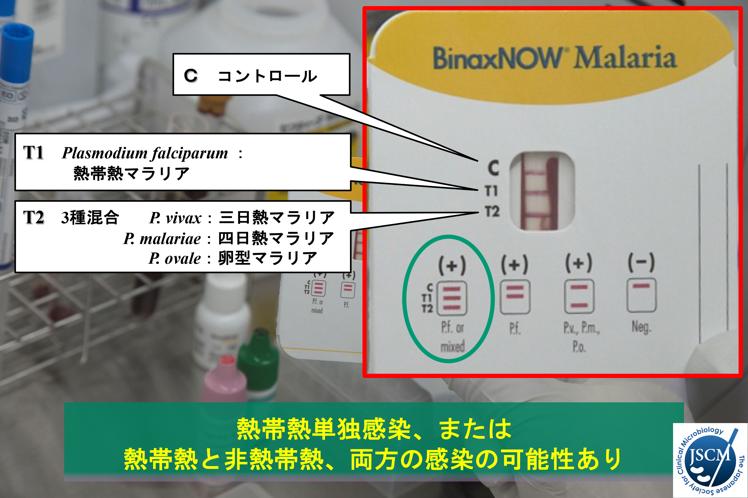 C コントロール
T1 Plasmodium falciparum：
熱帯熱マラリア
T2 3種混合 P. vivax：三日熱マラリア
P. malariae：四日熱マラリア
P. ovale：卵型マラリア
BinaxNOW® Malaria
C
T1
T2
(+) (+) (+) (-)
C
T1
T2
P.f. or mixed
P.f.
P.v., P.m., P.o.
Neg.
(+) (+)
C
T1
T2
P.f. or mixed
P.f.
熱帯熱単独感染、または
熱帯熱と非熱帯熱、両方の感染の可能性あり
JSCM
The Japanese Society for Clinical Microbiology